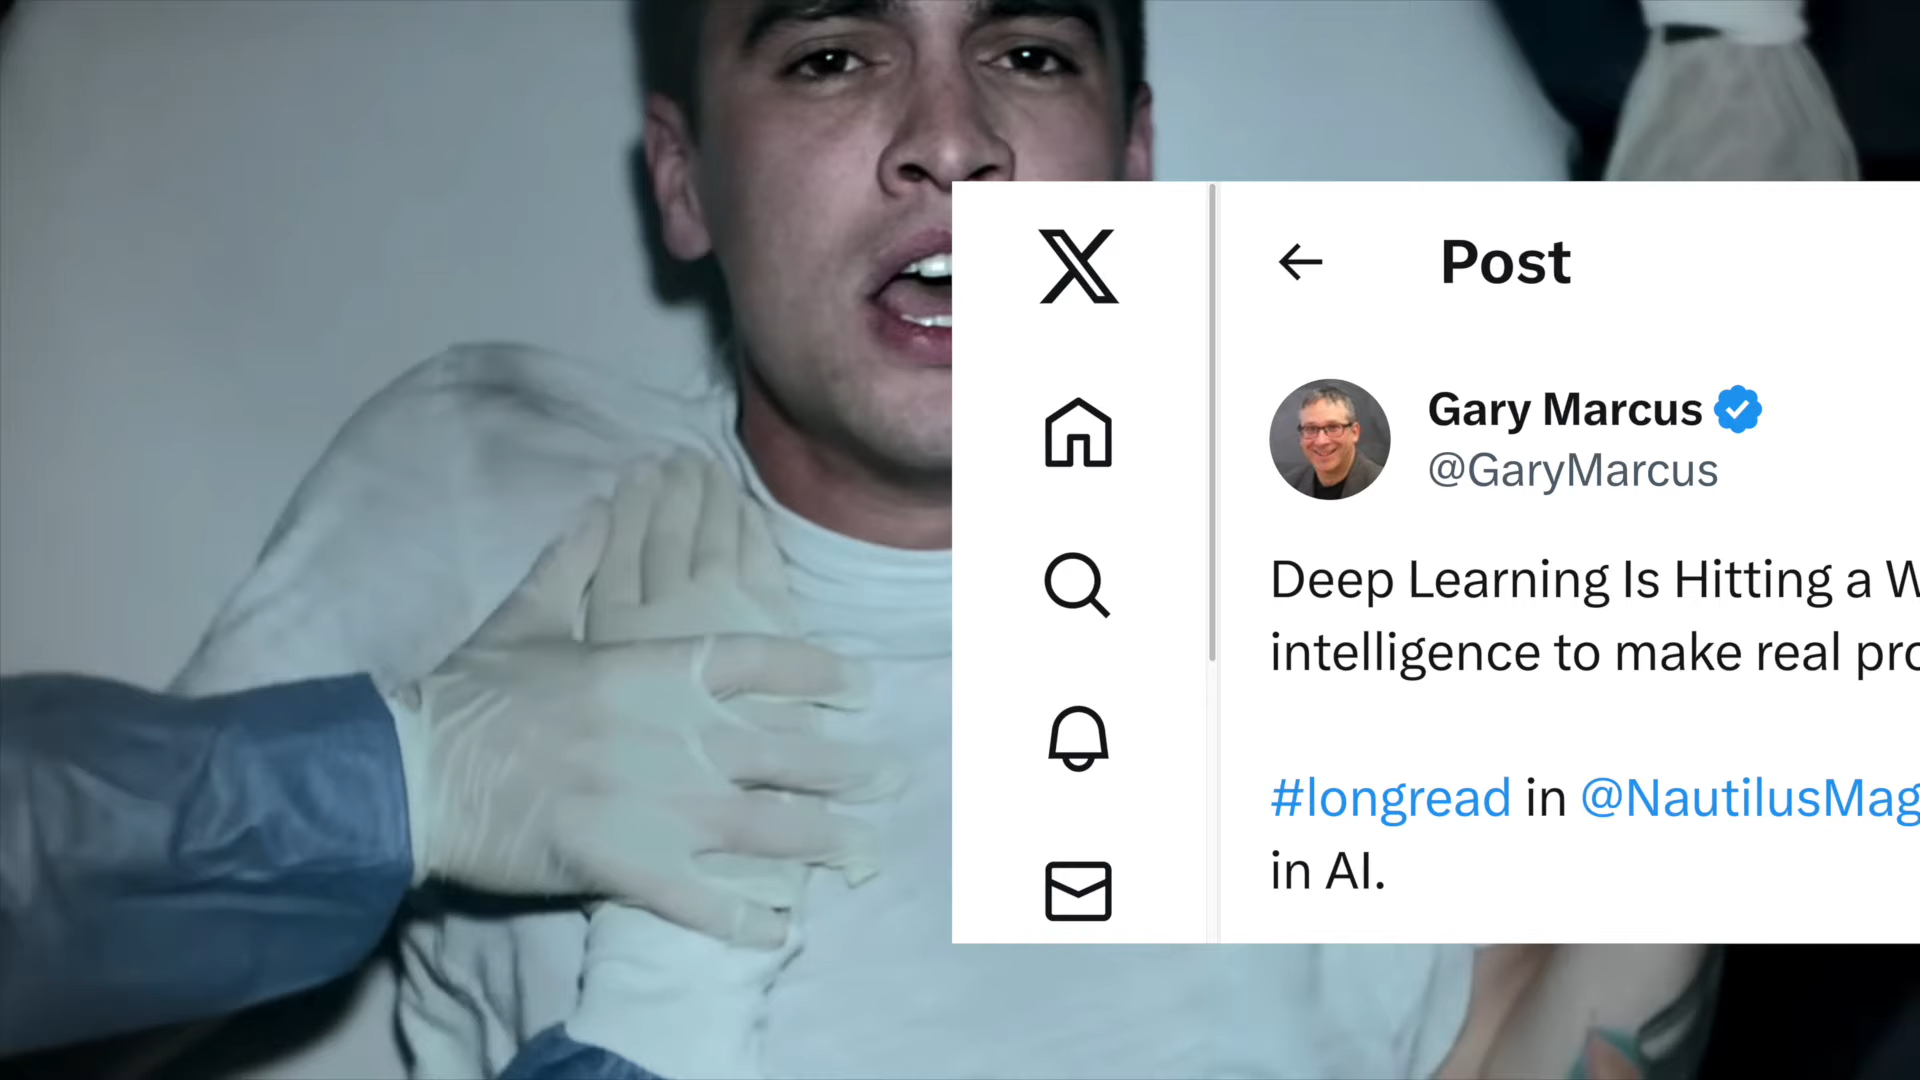 Post
Gary Marcus
@GaryMarcus
Deep Learning Is Hitting a
intelligence to make real
#longread in @NautilusMag
in AI.